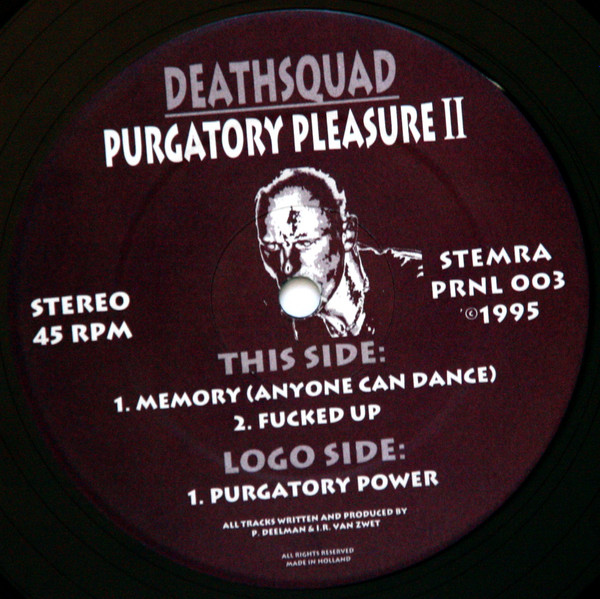 DEATHSQUAD
PURGATORY PLEASURE II
STEREO
45 RPM
STEMRA
PRNL 003
©1995
THIS SIDE:
1. MEMORY (ANYONE CAN DANCE)
2. FUCKED UP
LOGO SIDE:
1. PURGATORY POWER
ALL TRACKS WRITTEN AND PRODUCED BY
P. DEELMAN & I.R. VAN ZWET
ALL RIGHTS RESERVED
MADE IN HOLLAND